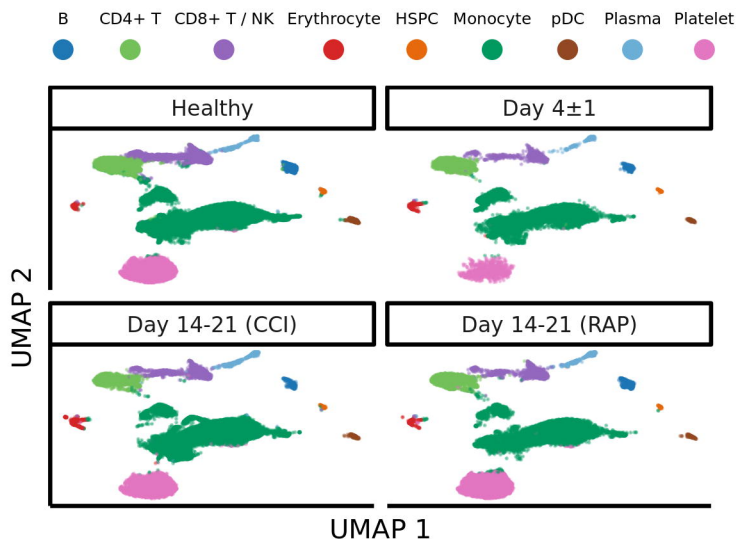 B CD4+ T CD8+ T / NK Erythrocyte HSPC Monocyte pDC Plasma Platelet
Healthy Day 4±1
UMAP 2
Day 14-21 (CCI) Day 14-21 (RAP)
UMAP 1